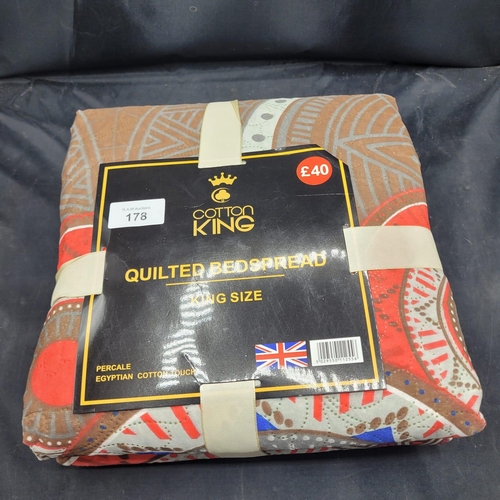 £40
178
COTTON
KING
QUILTED BEDSPREAD
KING SIZE
PERCALE
EGYPTIAN COTTON TOUCH